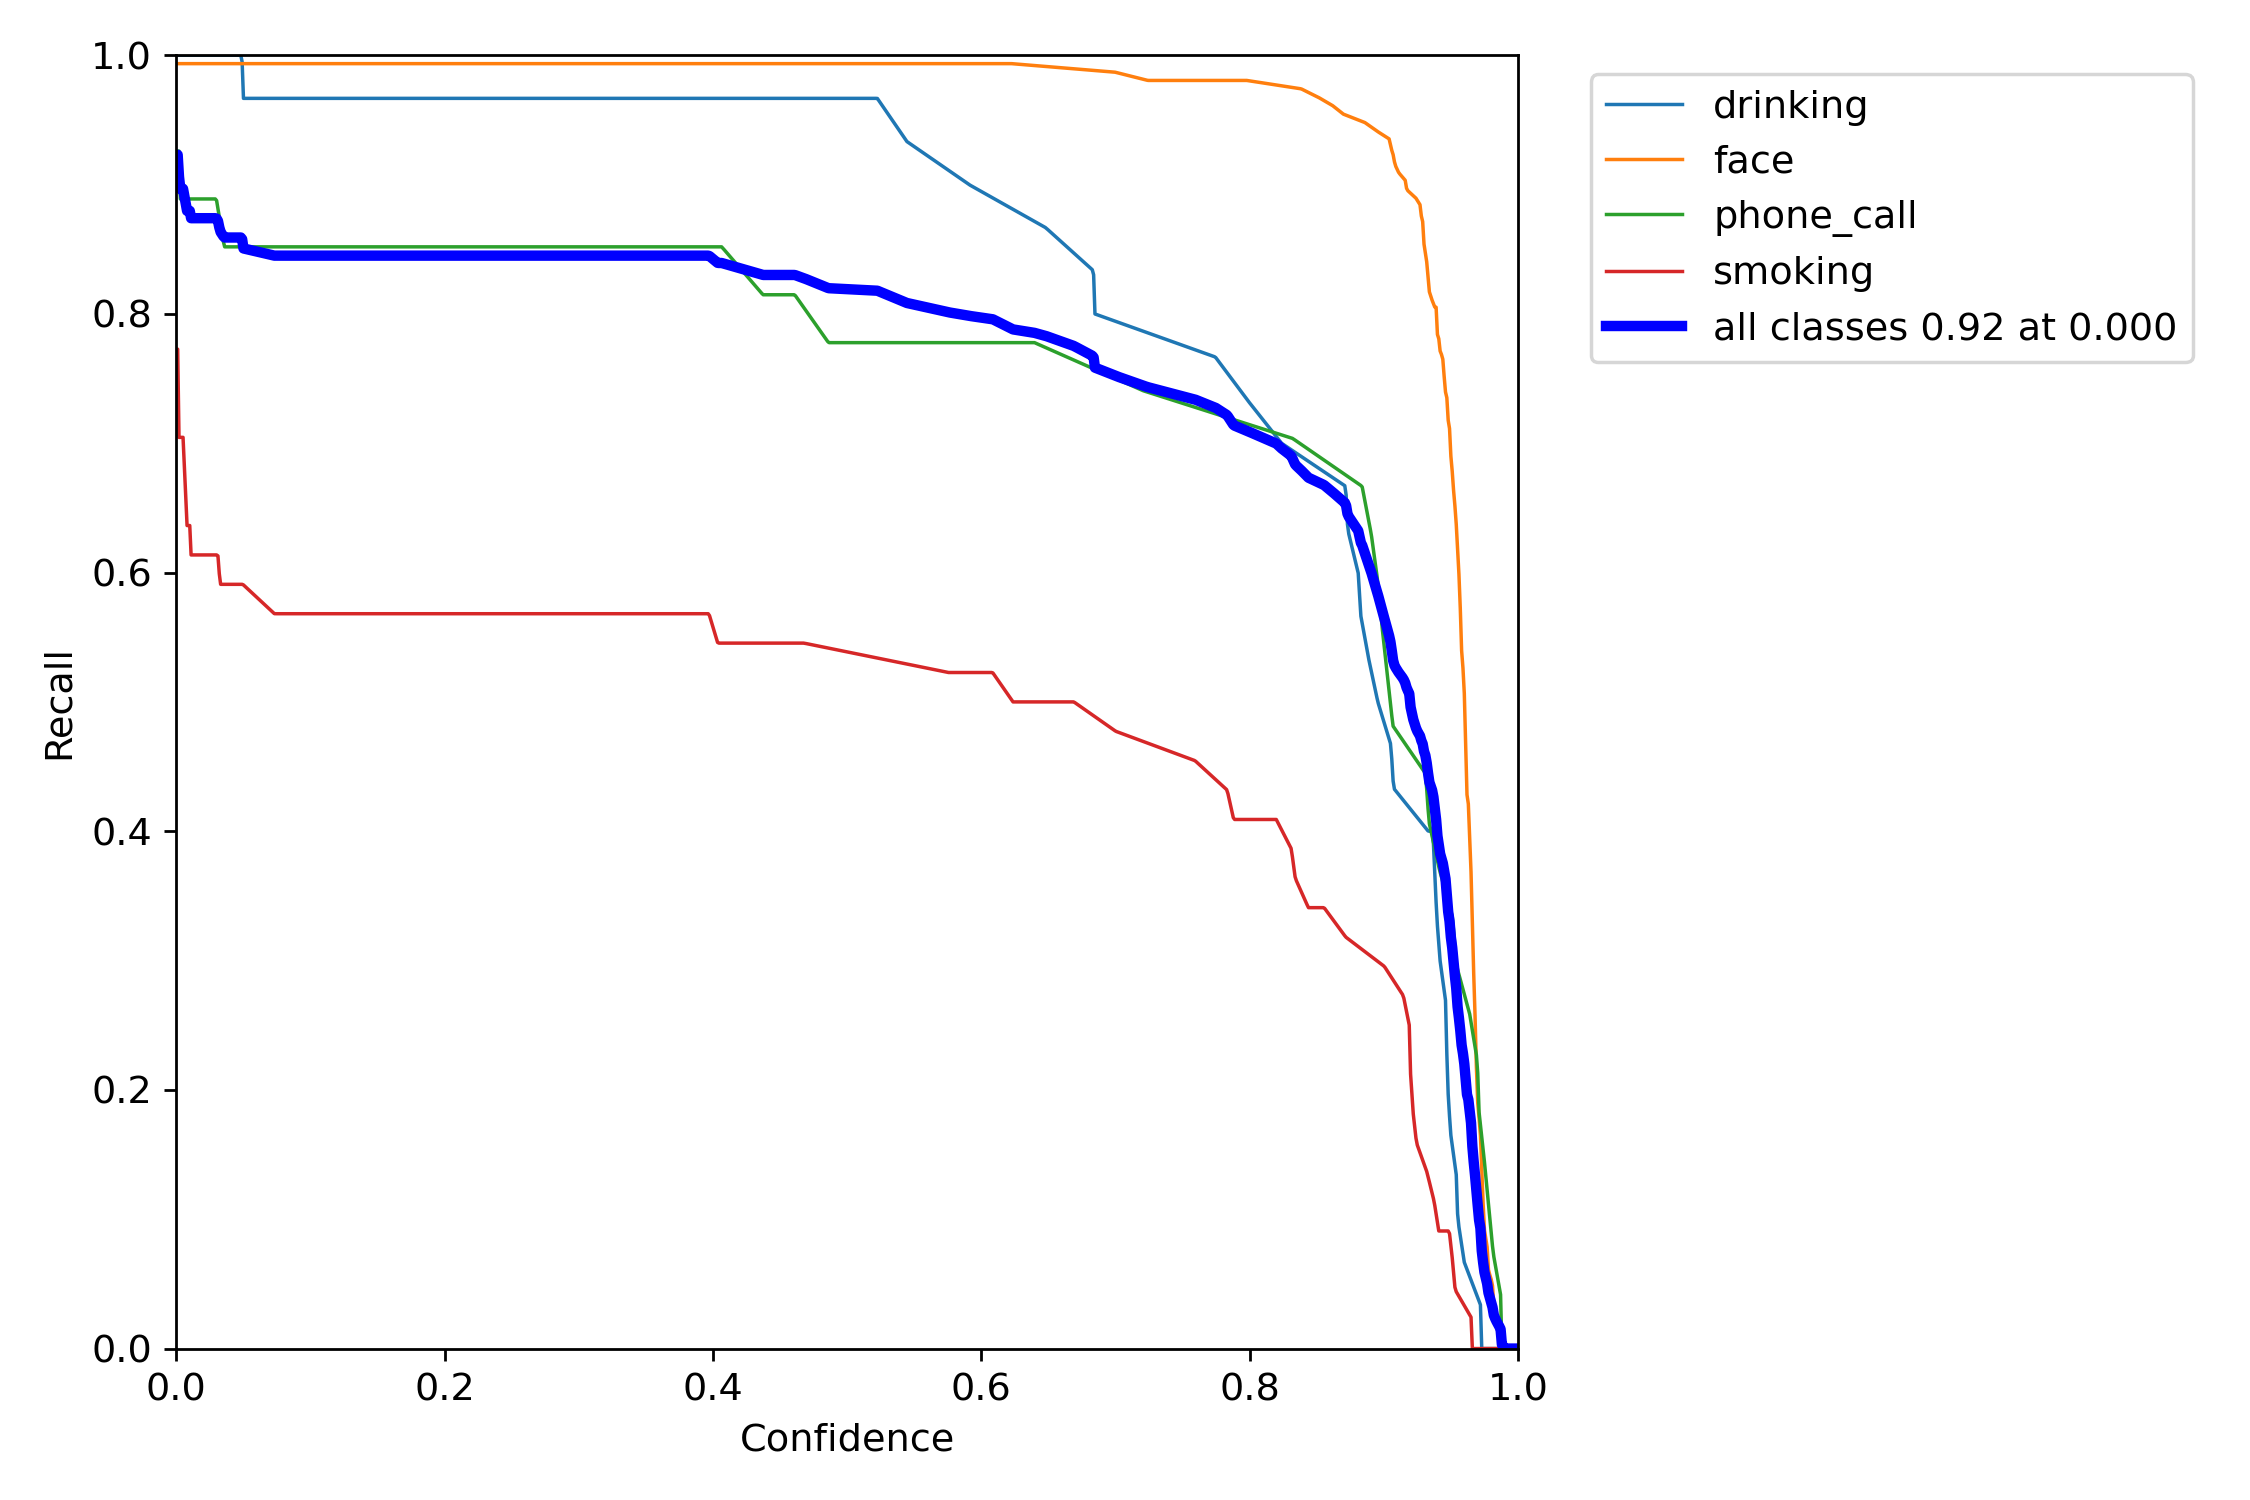 1.0
0.8
0.6
0.4
0.2
0.0
Recall
0.0 0.2 0.4 0.6 0.8 1.0
Confidence
drinking
face
phone_call
smoking
all classes 0.92 at 0.000